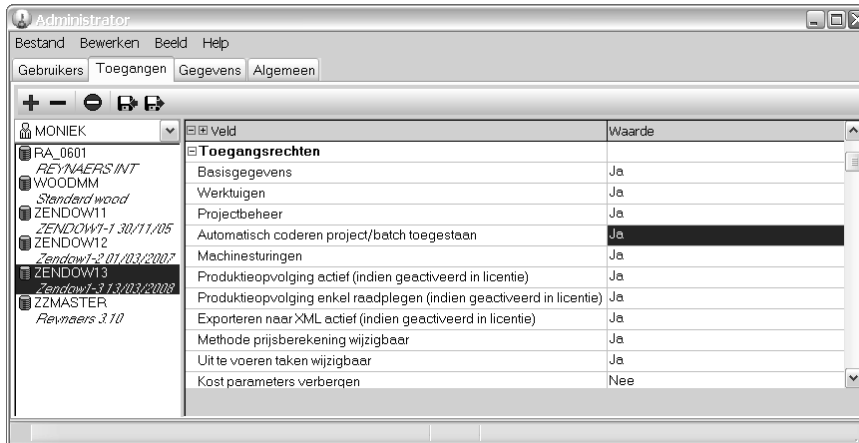 Administrator
Bestand Bewerken Beeld Help
Gebruikers Toegangen Gegevens Algemeen
MONIEK
RA_0601
REYNAERS INT
WOODMM
Standard wood
ZENDOW11
ZENDOW1-1 30/11/05
ZENDOW12
Zendow1-2 01/03/2007
ZENDOW13
Zendow1-3 13/03/2008
ZZMASTER
Reynaers 3.10
Veld Waarde
Toegangsrechten
Basisgegevens Ja
Werktuigen Ja
Projectbeheer Ja
Automatisch coderen project/batch toegestaan Ja
Machinesturingen Ja
Produktieopvolging actief (indien geactiveerd in licentie) Ja
Produktieopvolging enkel raadplegen (indien geactiveerd in licentie) Ja
Exporteren naar XML actief (indien geactiveerd in licentie) Ja
Methode prijsberekening wijzigbaar Ja
Uit te voeren taken wijzigbaar Ja
Kost parameters verbergen Nee